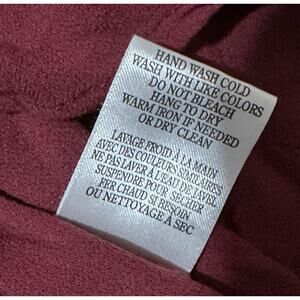 HAND WASH COLD
WASH WITH LIKE COLORS
DO NOT BLEACH
HANG TO DRY
WARM IRON IF NEEDED
OR DRY CLEAN
LAVAGE FROID A LA MAIN
AVEC DES COULEURS SIMILAIRES
NE PAS LAVER A L'EAU DE JAVEL
SUSPENDRE POUR SECHER
FER CHAUD SI BESOIN
OU NETTOYAGE A SEC